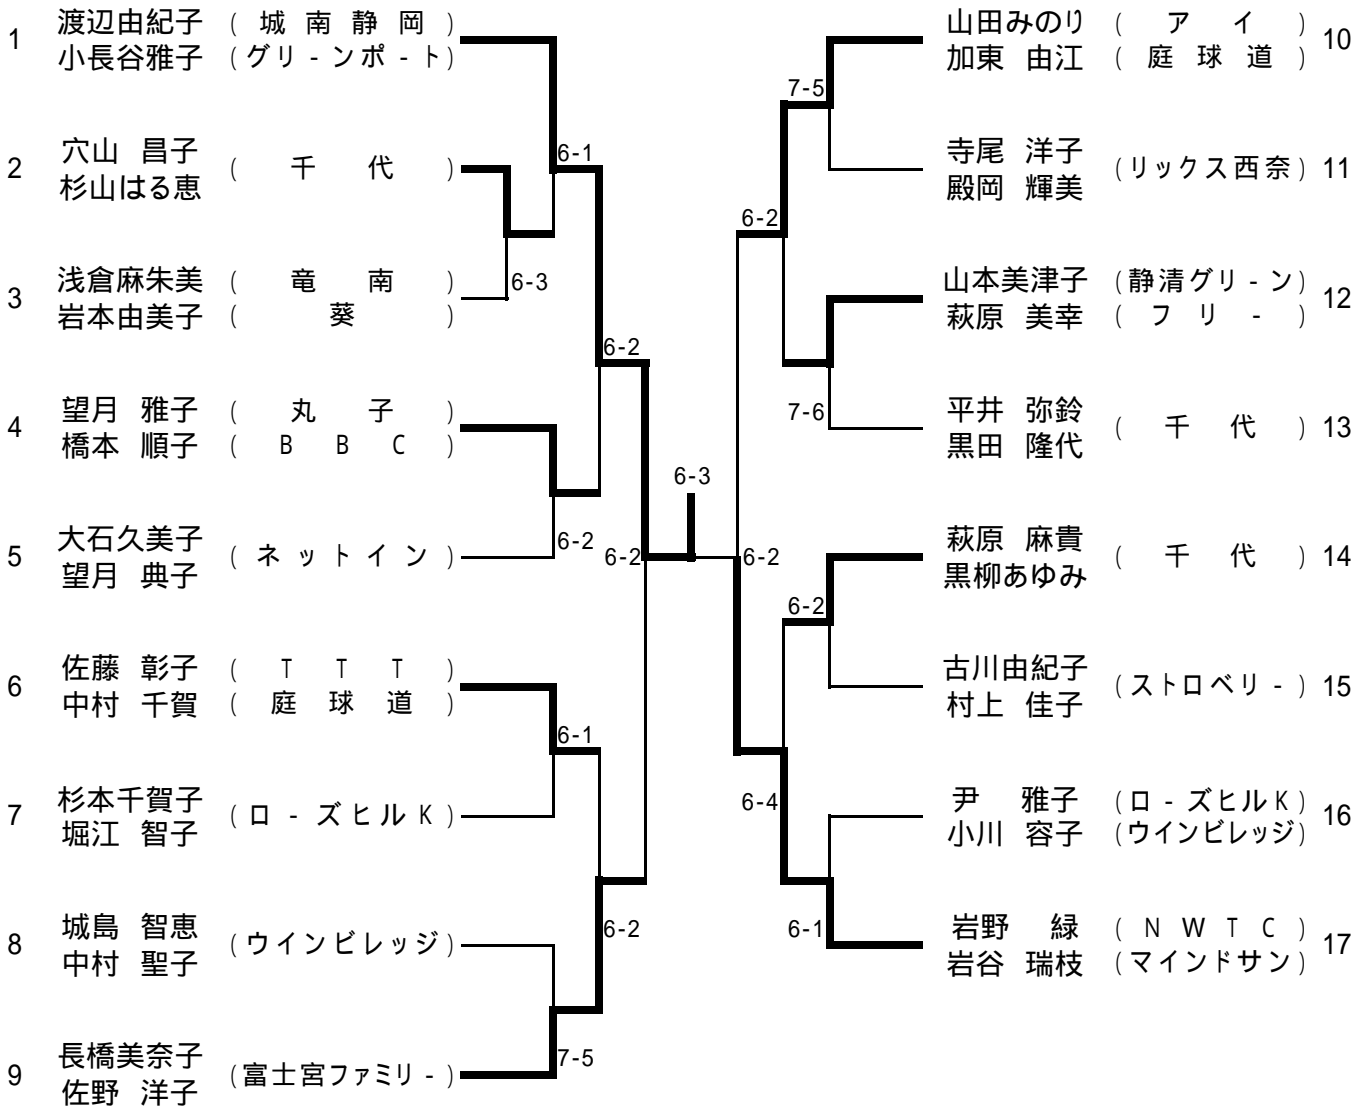 1 渡辺由紀子 (城南静岡)
小長谷雅子 (グリ-ンポ-ト)
2 穴山 昌子 (千代)
杉山はる恵
3 浅倉麻朱美 (竜南)
岩本由美子 (葵)
4 望月 雅子 (丸子)
橋本 順子 (BBC)
5 大石久美子 (ネットイン)
望月 典子
6 佐藤 彰子 (TTT)
中村 千賀 (庭球道)
7 杉本千賀子 (ロ-ズヒルK)
堀江 智子
8 城島 智恵 (ウインビレッジ)
中村 聖子
9 長橋美奈子 (富士宮ファミリ-)
佐野 洋子
6-1
6-3
6-2
6-2
6-2
6-1
6-2
7-5
6-3
7-5
6-2
7-6
6-2
6-2
6-4
6-1
山田みのり (アイ) 10
加東 由江 (庭球道)
寺尾 洋子 (リックス西奈) 11
殿岡 輝美
山本美津子 (静清グリ-ン) 12
萩原 美幸 (フリ-)
平井 弥鈴 (千代) 13
黒田 隆代
萩原 麻貴 (千代) 14
黒柳あゆみ
古川由紀子 (ストロベリ-) 15
村上 佳子
尹 雅子 (ロ-ズヒルK) 16
小川 容子 (ウインビレッジ)
岩野 緑 (NWTC) 17
岩谷 瑞枝 (マインドサン)